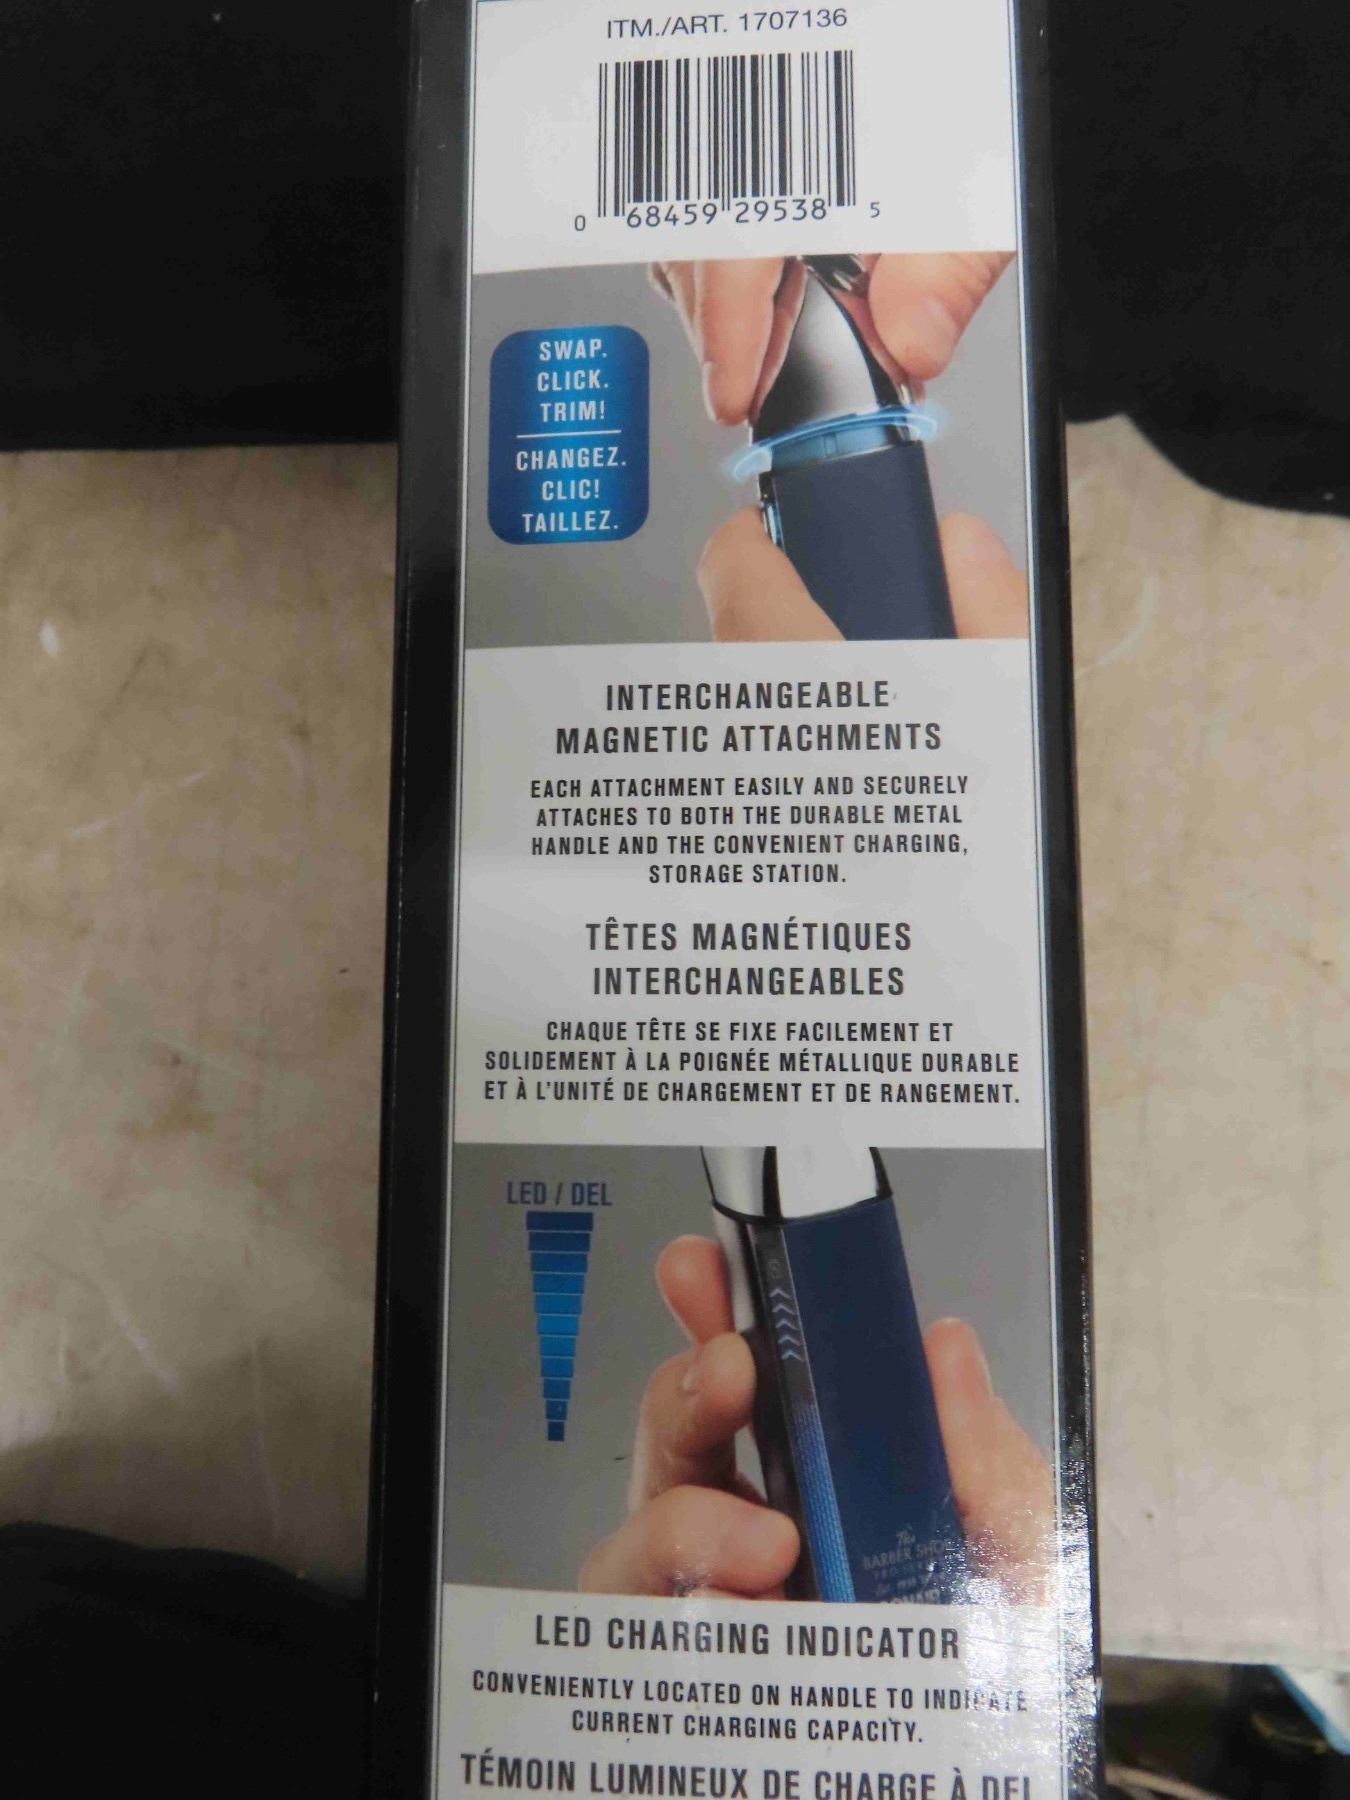 ITM./ART. 1707136
0 68459 29538 5
SWAP.
CLICK.
TRIM!
CHANGEZ.
CLIC!
TAILLEZ.
INTERCHANGEABLE
MAGNETIC ATTACHMENTS
EACH ATTACHMENT EASILY AND SECURELY
ATTACHES TO BOTH THE DURABLE METAL
HANDLE AND THE CONVENIENT CHARGING,
STORAGE STATION.
TÊTES MAGNÉTIQUES
INTERCHANGEABLES
CHAQUE TÊTE SE FIXE FACILEMENT ET
SOLIDEMENT À LA POIGNÉE MÉTALLIQUE DURABLE
ET À L'UNITÉ DE CHARGEMENT ET DE RANGEMENT.
LED / DEL
The
BARBER SHOP
LED CHARGING INDICATOR
CONVENIENTLY LOCATED ON HANDLE TO INDICATE
CURRENT CHARGING CAPACITY.
TÉMOIN LUMINEUX DE CHARGE À DEL